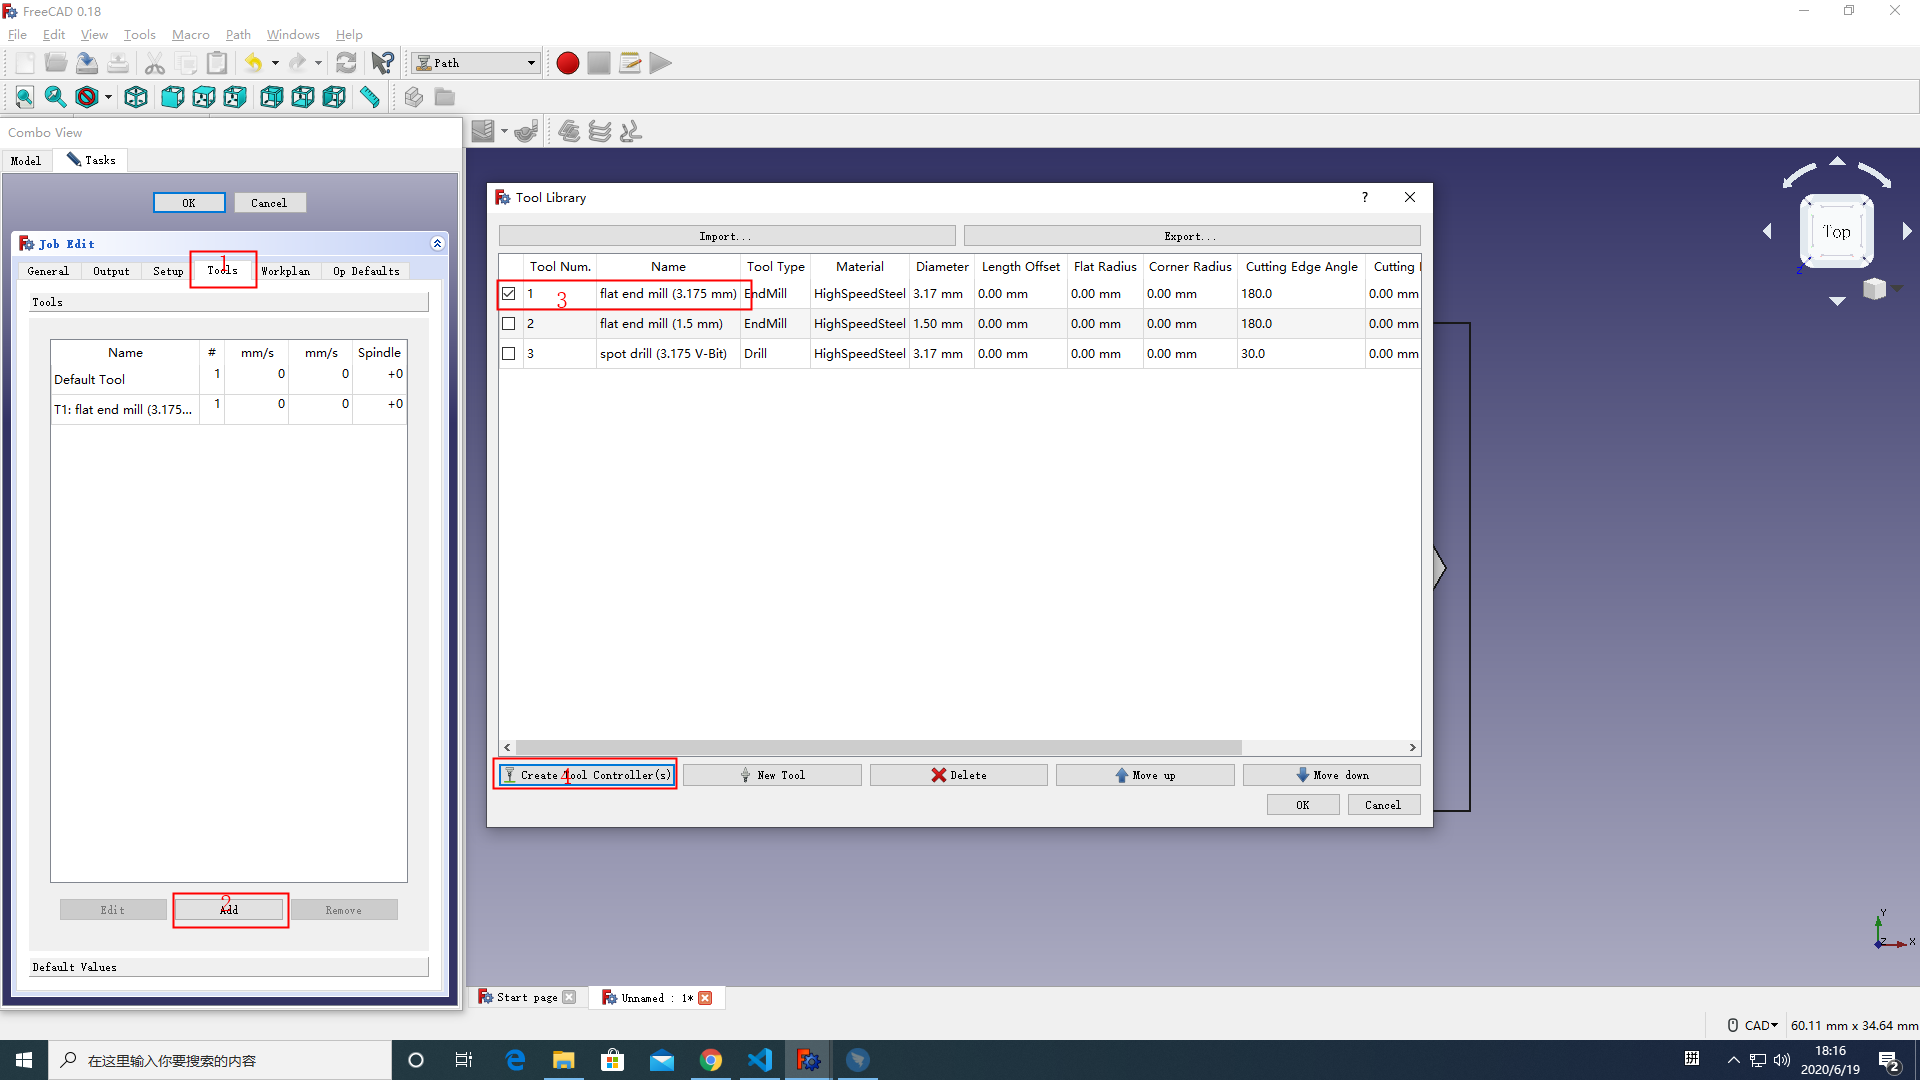 FreeCAD 0.18
File Edit View Tools Macro Path Windows Help
Path
Combo View
Model Tasks
OK Cancel
Job Edit
General Output Setup Tools Workplan Op Defaults
1
Tools
Name # mm/s mm/s Spindle
Default Tool 1 0 0 +0
T1: flat end mill (3.175... 1 0 0 +0
Edit Add Remove
2
Default Values
Tool Library
?
Import... Export...
Tool Num. Name Tool Type Material Diameter Length Offset Flat Radius Corner Radius Cutting Edge Angle Cutting
1 flat end mill (3.175 mm) EndMill HighSpeedSteel 3.17 mm 0.00 mm 0.00 mm 0.00 mm 180.0 0.00 mm
3
2 flat end mill (1.5 mm) EndMill HighSpeedSteel 1.50 mm 0.00 mm 0.00 mm 0.00 mm 180.0 0.00 mm
3 spot drill (3.175 V-Bit) Drill HighSpeedSteel 3.17 mm 0.00 mm 0.00 mm 0.00 mm 30.0 0.00 mm
Create Tool Controller(s) New Tool Delete Move up Move down
4
OK Cancel
Top
Z
Y
Z X
Start page Unnamed : 1*
CAD 60.11 mm x 34.64 mm
在这里输入你要搜索的内容
拼
18:16
2020/6/19
2